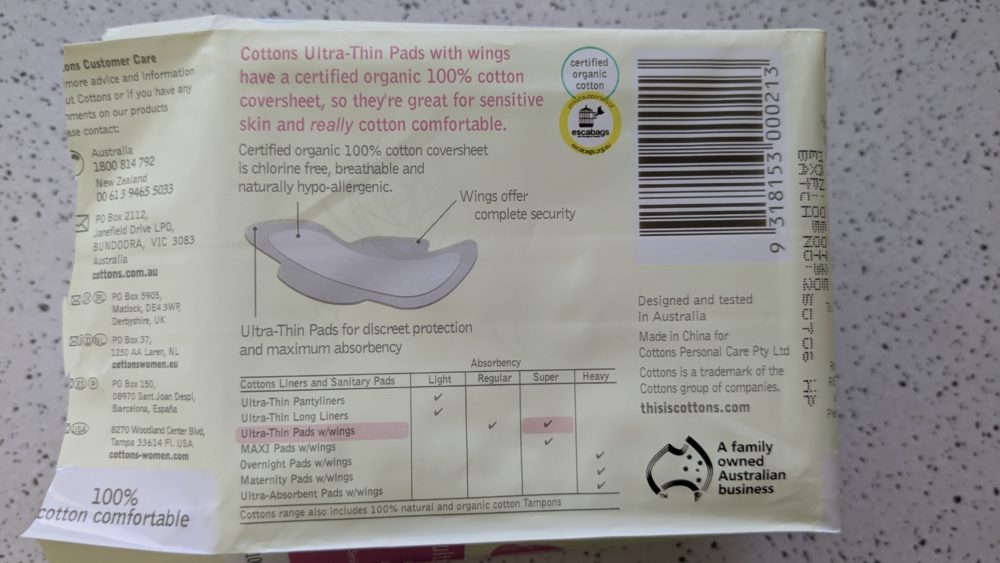 ons Customer Care
more advice and information
ut Cottons or if you have any
ments on our products
ase contact:
Australia
1800 814 792
New Zealand
00 613 9465 5033
PO Box 2112,
Janefield Drive LPO,
BUNDOORA, VIC 3083
Australia
cottons.com.au
PO Box 5905,
Matlock, DE4 3WP,
Derbyshire, UK
PO Box 37,
1250 AA Laren, NL
cottonswomen.eu
PO Box 150,
08970 Sant Joan Despi,
Barcelona, España
USA
8270 Woodland Center Blvd,
Tampa 33614 Fl. USA
cottons-women.com
100%
cotton comfortable
Cottons Ultra-Thin Pads with wings
have a certified organic 100% cotton
coversheet, so they're great for sensitive
skin and really cotton comfortable.
Certified organic 100% cotton coversheet
is chlorine free, breathable and
naturally hypo-allergenic.
Wings offer
complete security
Ultra-Thin Pads for discreet protection
and maximum absorbency
Absorbency
Cottons Liners and Sanitary Pads Light Regular Super Heavy
Ultra-Thin Pantyliners ✓
Ultra-Thin Long Liners ✓
Ultra-Thin Pads w/wings ✓ ✓
MAXI Pads w/wings ✓
Overnight Pads w/wings ✓
Maternity Pads w/wings ✓
Ultra-Absorbent Pads w/wings ✓
Cottons range also includes 100% natural and organic cotton Tampons
certified
organic
cotton
proud supporters of
escabags
escabags.org.au
9 318153 000213
Designed and tested
in Australia
Made in China for
Cottons Personal Care Pty Ltd
Cottons is a trademark of the
Cottons group of companies.
thisiscottons.com
TM
A family
owned
Australian
business